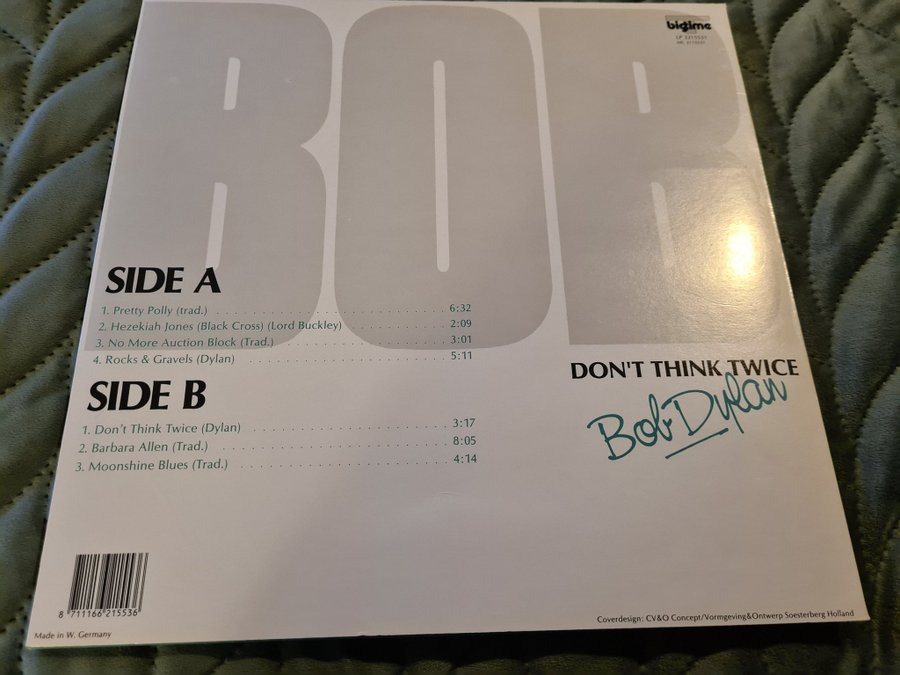 BOB
bigtime
LP 2215531
SIDE A
1. Pretty Polly (trad.) 6:32
2. Hezekiah Jones (Black Cross) (Lord Buckley) 2:09
3. No More Auction Block (Trad.) 3:01
4. Rocks & Gravels (Dylan) 5:11
DON'T THINK TWICE
Bob Dylan
SIDE B
1. Don't Think Twice (Dylan) 3:17
2. Barbara Allen (Trad.) 8:05
3. Moonshine Blues (Trad.) 4:14
8 711166 215536
Made in W. Germany
Coverdesign: CV&O Concept/Vormgeving&Ontwerp Soesterberg Holland